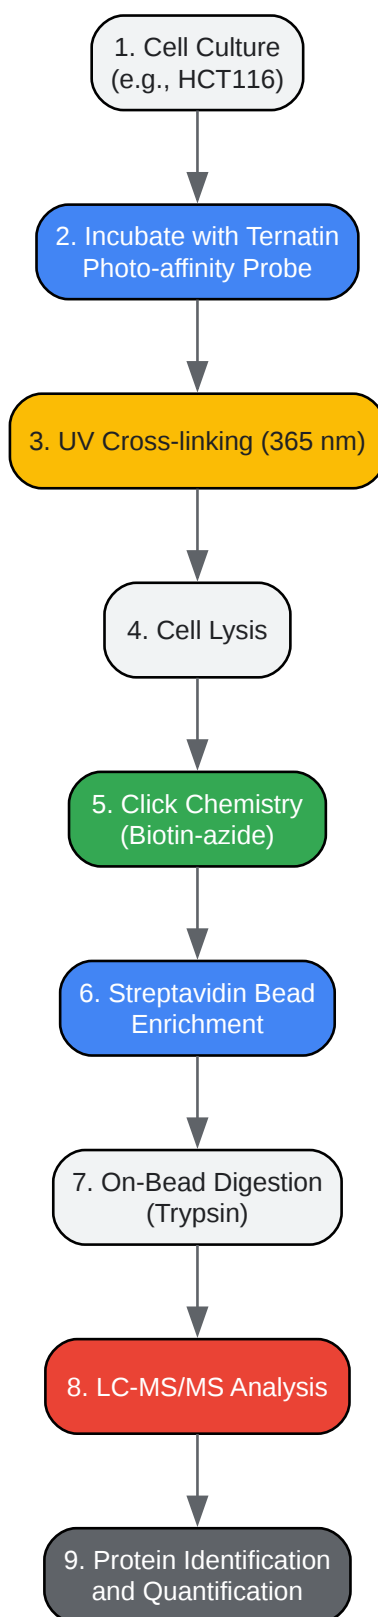 1. Cell Culture
(e.g., HCT116)
2. Incubate with Ternatin
Photo-affinity Probe
3. UV Cross-linking (365 nm)
4. Cell Lysis
5. Click Chemistry
(Biotin-azide)
6. Streptavidin Bead
Enrichment
7. On-Bead Digestion
(Trypsin)
8. LC-MS/MS Analysis
9. Protein Identification
and Quantification